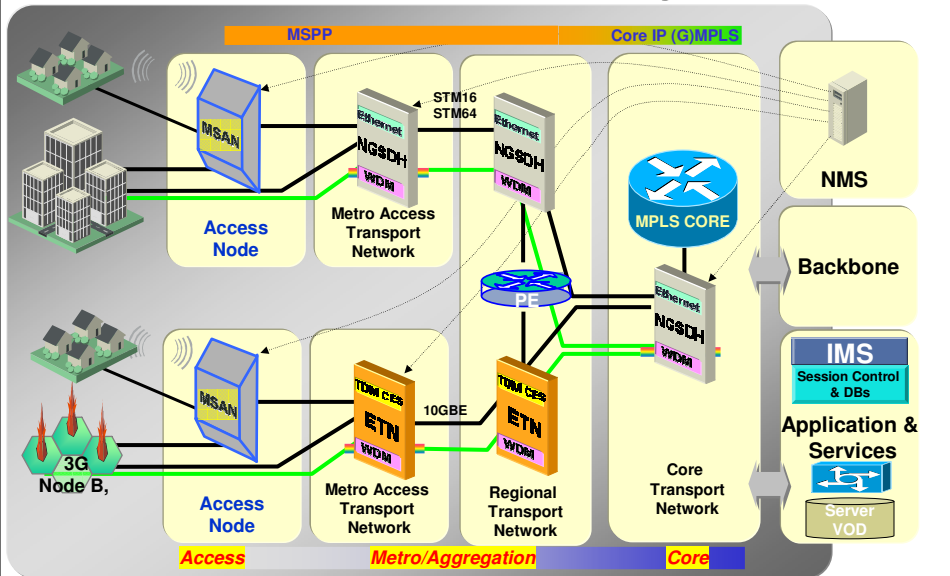 MSPP
Core IP (G)MPLS
STM16
STM64
MSAN
Ethernet
NGSDH
WDM
Ethernet
NGSDH
WDM
Access
Node
Metro Access
Transport
Network
MPLS CORE
NMS
PE
Ethernet
NGSDH
WDM
Backbone
MSAN
TDM CES
ETN
WDM
10GBE
TDM CES
ETN
WDM
IMS
Session Control
& DBs
Application &
Services
Server
VOD
3G
Node B,
Access
Node
Metro Access
Transport
Network
Regional
Transport
Network
Core
Transport
Network
Access
Metro/Aggregation
Core